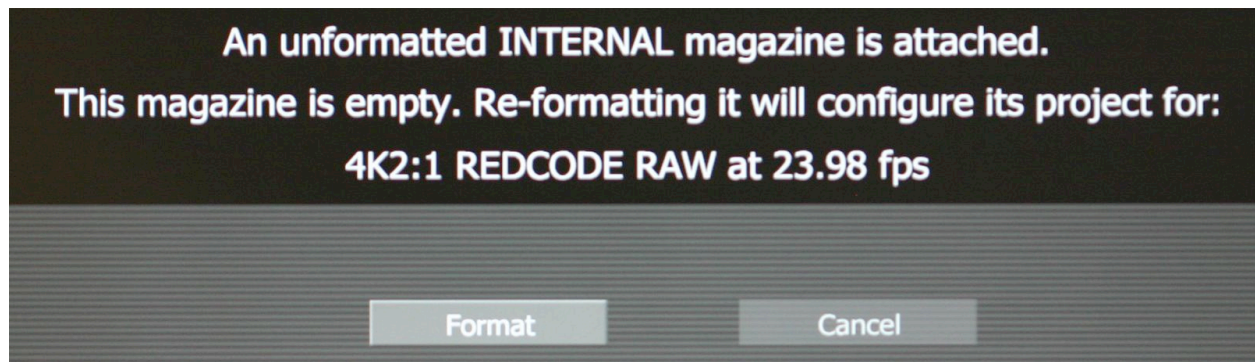 An unformatted INTERNAL magazine is attached.
This magazine is empty. Re-formatting it will configure its project for:
4K2:1 REDCODE RAW at 23.98 fps
Format
Cancel